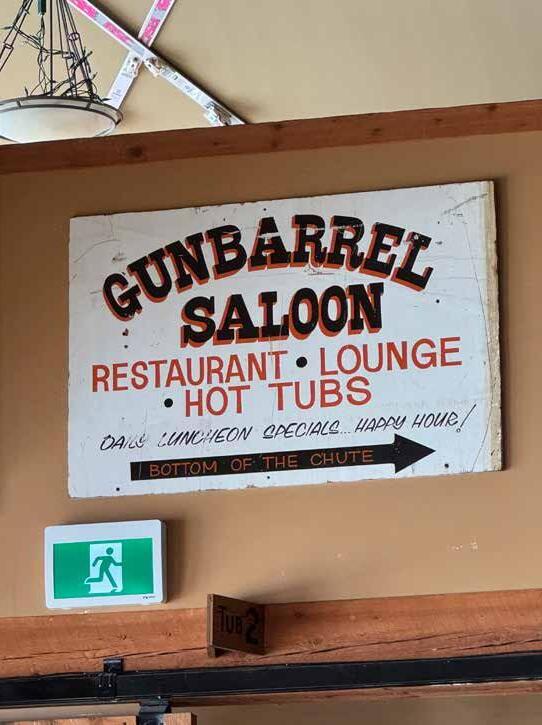 GUNBARREL
SALOON
RESTAURANT • LOUNGE
• HOT TUBS
DAILY LUNCHEON SPECIALS... HAPPY HOUR!
BOTTOM OF THE CHUTE
TUB 2